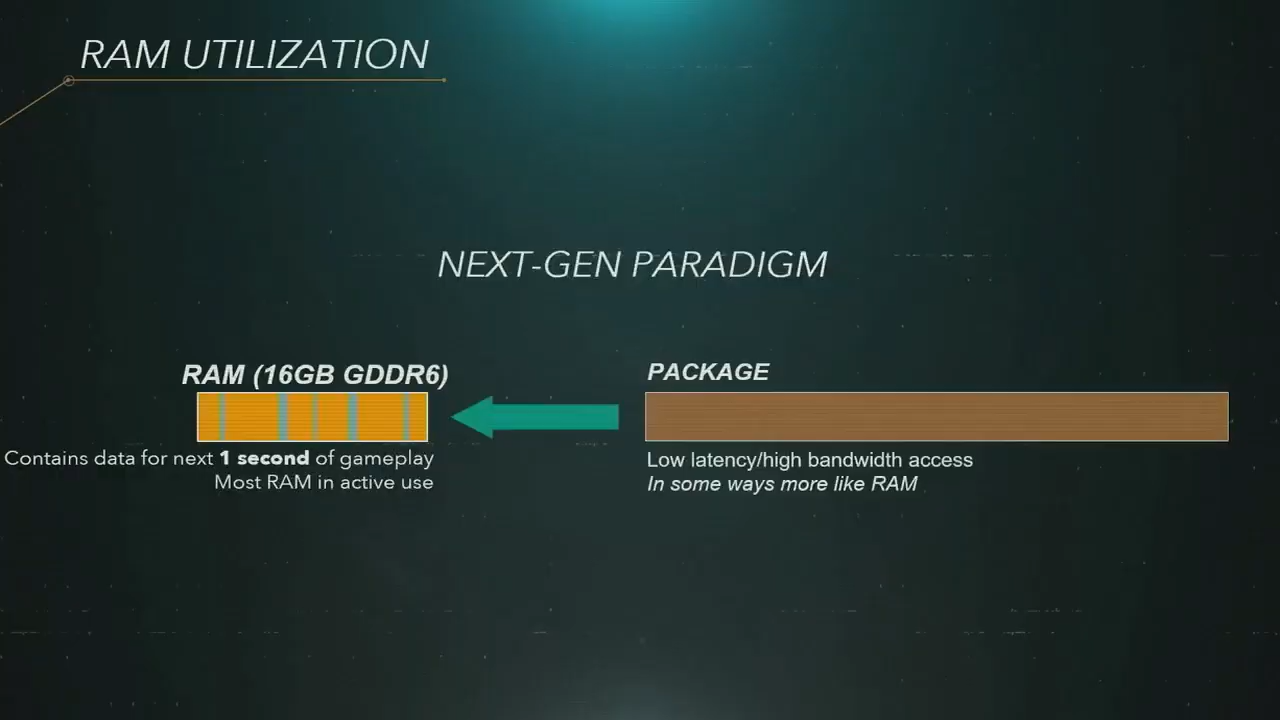 RAM UTILIZATION
NEXT-GEN PARADIGM
RAM (16GB GDDR6)
Contains data for next 1 second of gameplay
Most RAM in active use
PACKAGE
Low latency/high bandwidth access
In some ways more like RAM